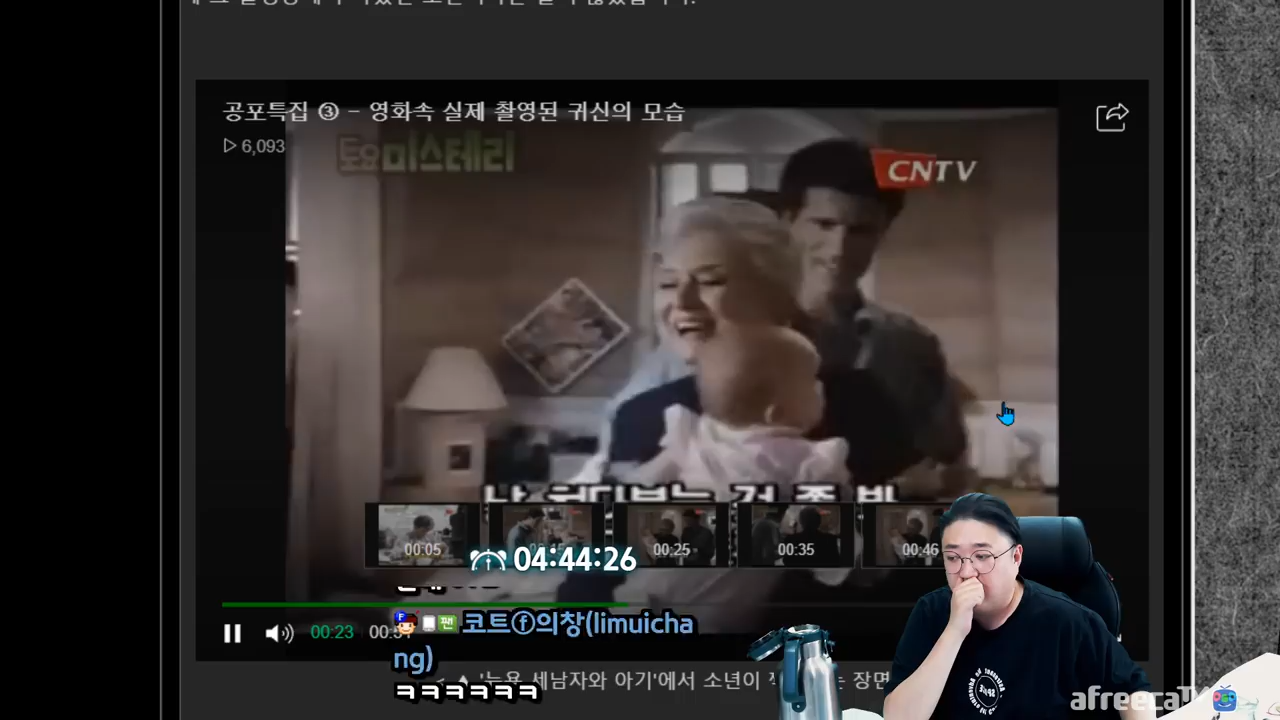 공포특집 ③ – 영화속 실제 촬영된 귀신의 모습
6,093
토요미스테리
CNTV
00:05
00:25
00:35
00:46
04:44:26
F 팬 코트ⓕ의창(limuicha
ng)
ㅋㅋㅋㅋㅋㅋ
00:23
▲ '뉴욕 세남자와 아기'에서 소년이 장면
afreecaTV